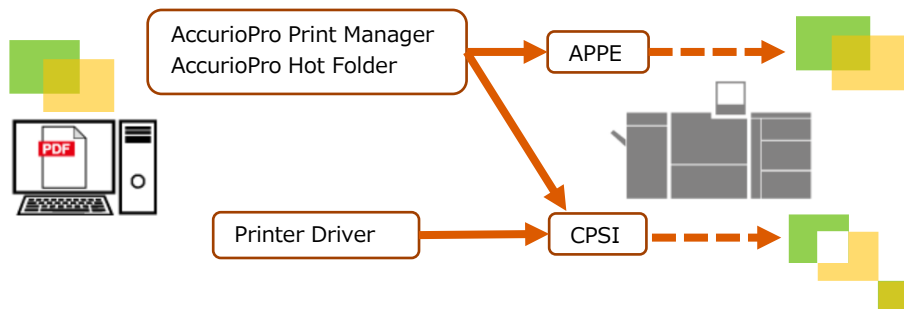 AccurioPro Print Manager
AccurioPro Hot Folder
APPE
PDF
Printer Driver
CPSI